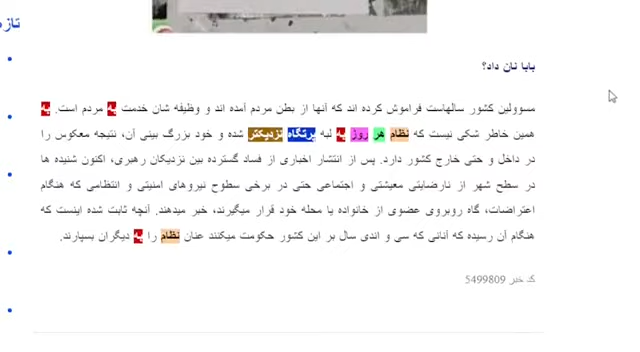 تازه
بابا نان داد؟
مسوولین کشور سالهاست فراموش کرده اند که آنها از بطن مردم آمده اند و وظیفه شان خدمت به مردم است. به
همین خاطر شکی نیست که نظام هر روز به لبه پرتگاه نزدیکتر شده و خود بزرگ بینی آن، نتیجه معکوس را
در داخل و حتی خارج کشور دارد. پس از انتشار اخباری از فساد گسترده بین نزدیکان رهبری، اکنون شنیده ها
در سطح شهر از نارضایتی معیشتی و اجتماعی حتی در برخی سطوح نیروهای امنیتی و انتظامی که هنگام
اعتراضات، گاه روبروی عضوی از خانواده یا محله خود قرار میگیرند، خبر میدهند. آنچه ثابت شده اینست که
هنگام آن رسیده که آنانی که سی و اندی سال بر این کشور حکومت میکنند عنان نظام را به دیگران بسپارند.
کد خبر 5499809